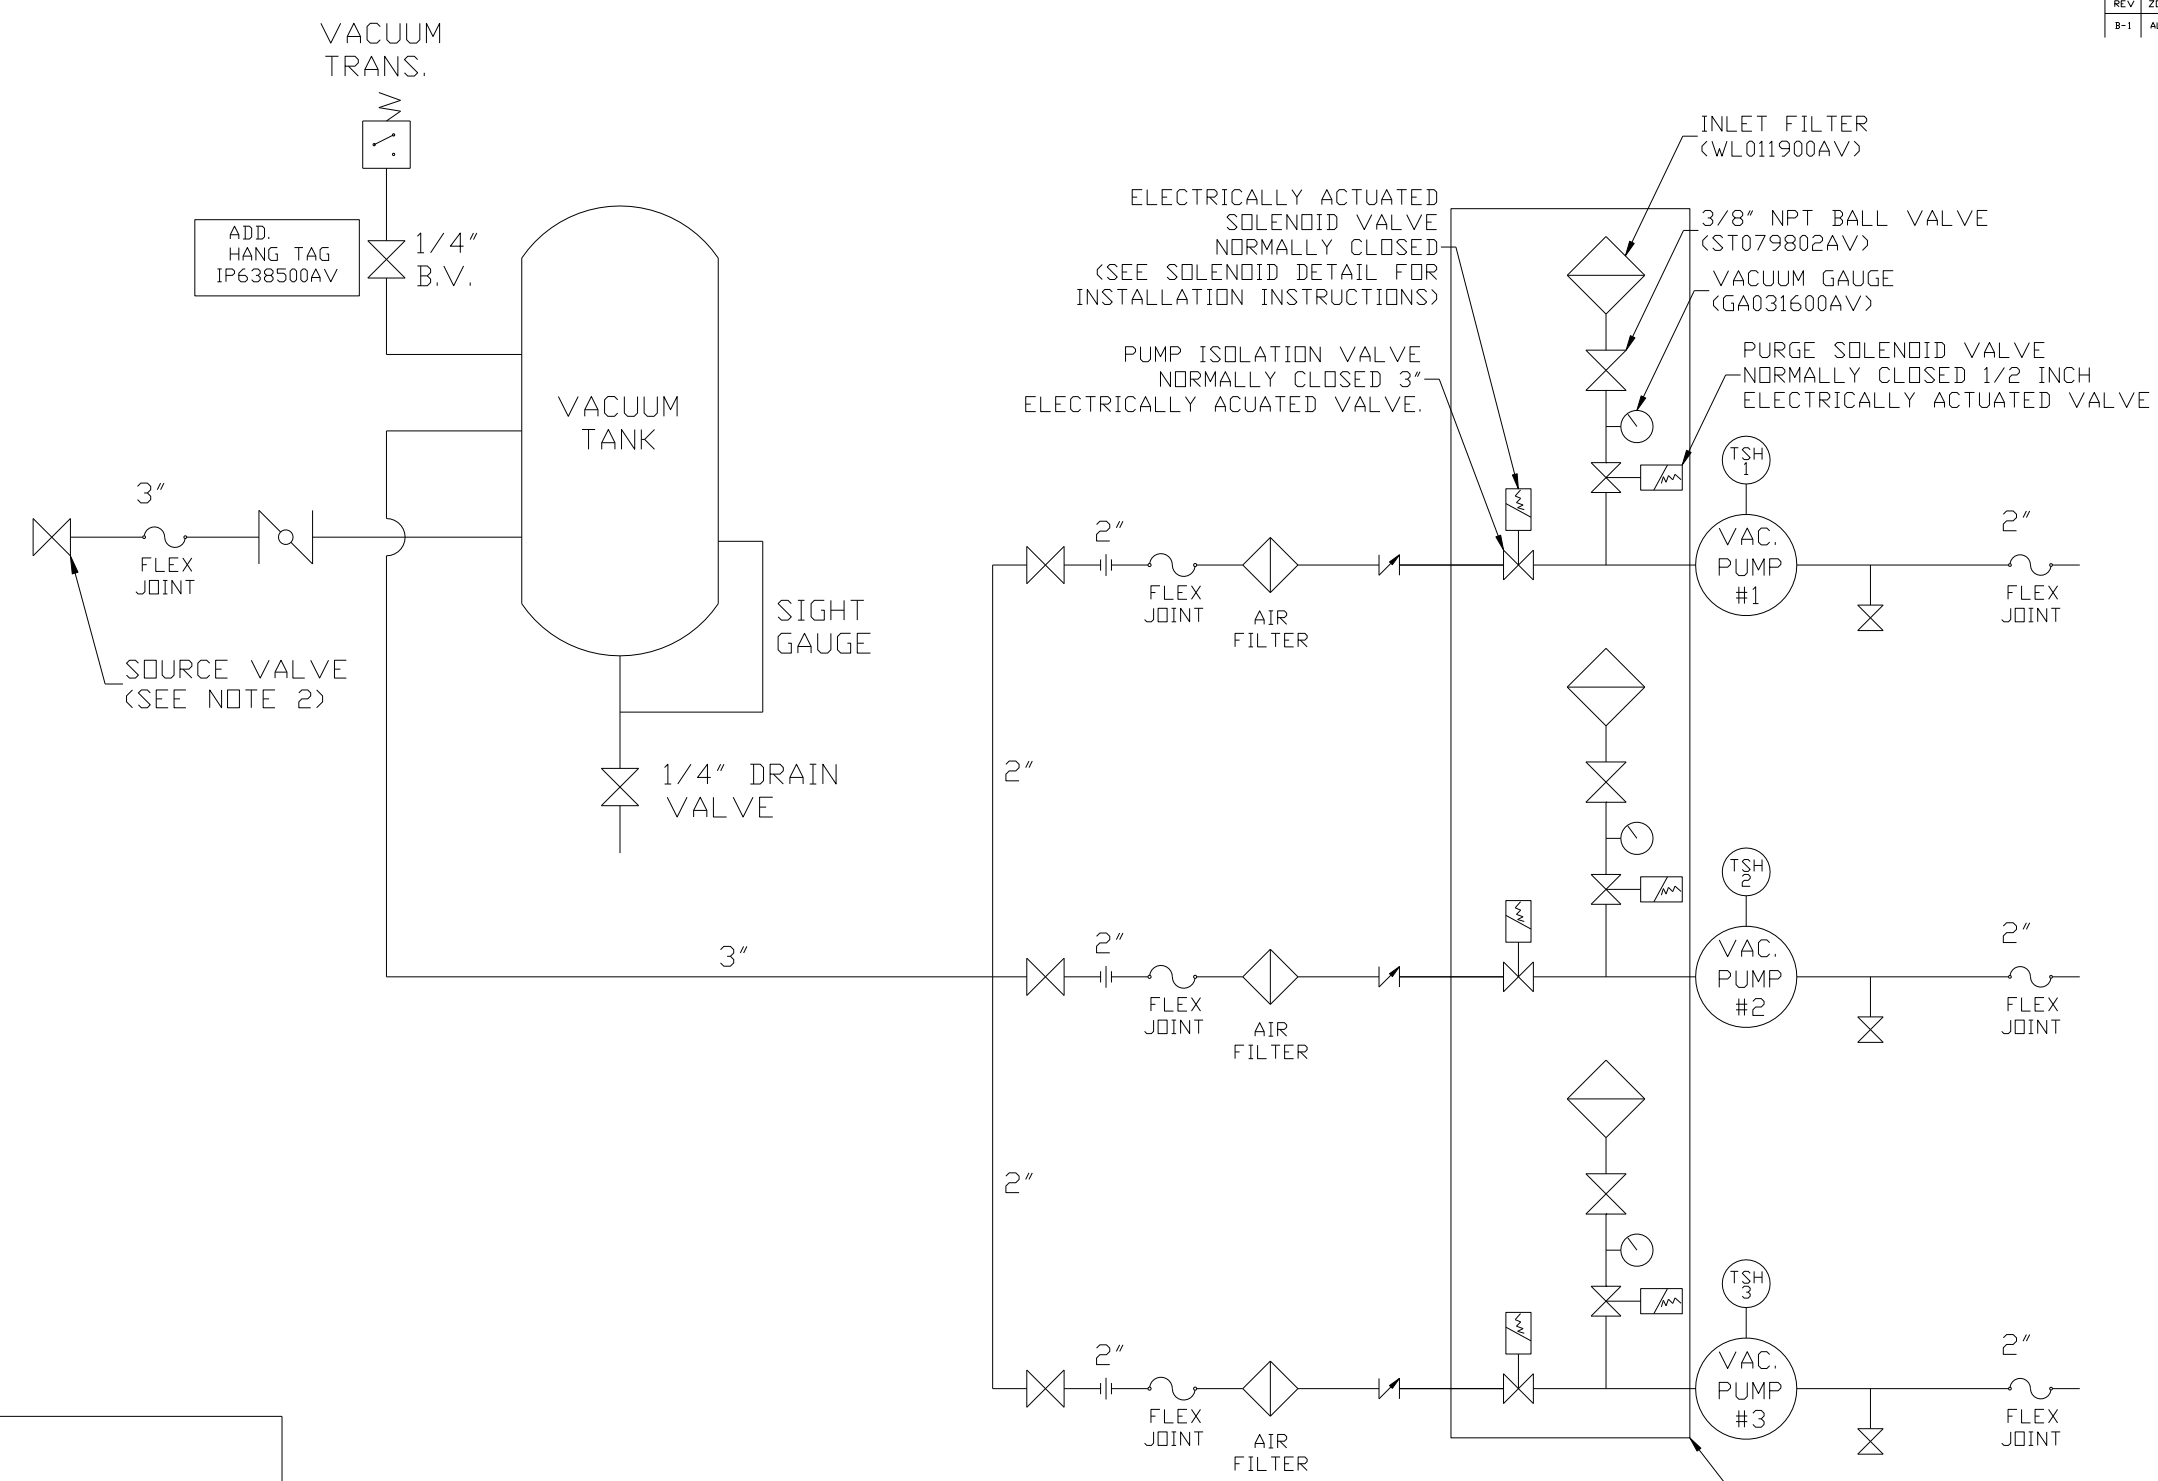 REV
B-1
VACUUM
TRANS.
ADD.
HANG TAG
IP638500AV
1/4"
B.V.
VACUUM
TANK
3"
FLEX
JOINT
SOURCE VALVE
(SEE NOTE 2)
SIGHT
GAUGE
1/4" DRAIN
VALVE
3"
INLET FILTER
(WL011900AV)
ELECTRICALLY ACTUATED
SOLENOID VALVE
NORMALLY CLOSED
(SEE SOLENOID DETAIL FOR
INSTALLATION INSTRUCTIONS)
3/8" NPT BALL VALVE
(ST079802AV)
VACUUM GAUGE
(GA031600AV)
PUMP ISOLATION VALVE
NORMALLY CLOSED 3"
ELECTRICALLY ACUATED VALVE.
PURGE SOLENOID VALVE
NORMALLY CLOSED 1/2 INCH
ELECTRICALLY ACTUATED VALVE
2"
FLEX
JOINT
AIR
FILTER
TSH
1
VAC.
PUMP
#1
2"
FLEX
JOINT
2"
2"
FLEX
JOINT
AIR
FILTER
TSH
2
VAC.
PUMP
#2
2"
FLEX
JOINT
2"
2"
FLEX
JOINT
AIR
FILTER
TSH
3
VAC.
PUMP
#3
2"
FLEX
JOINT